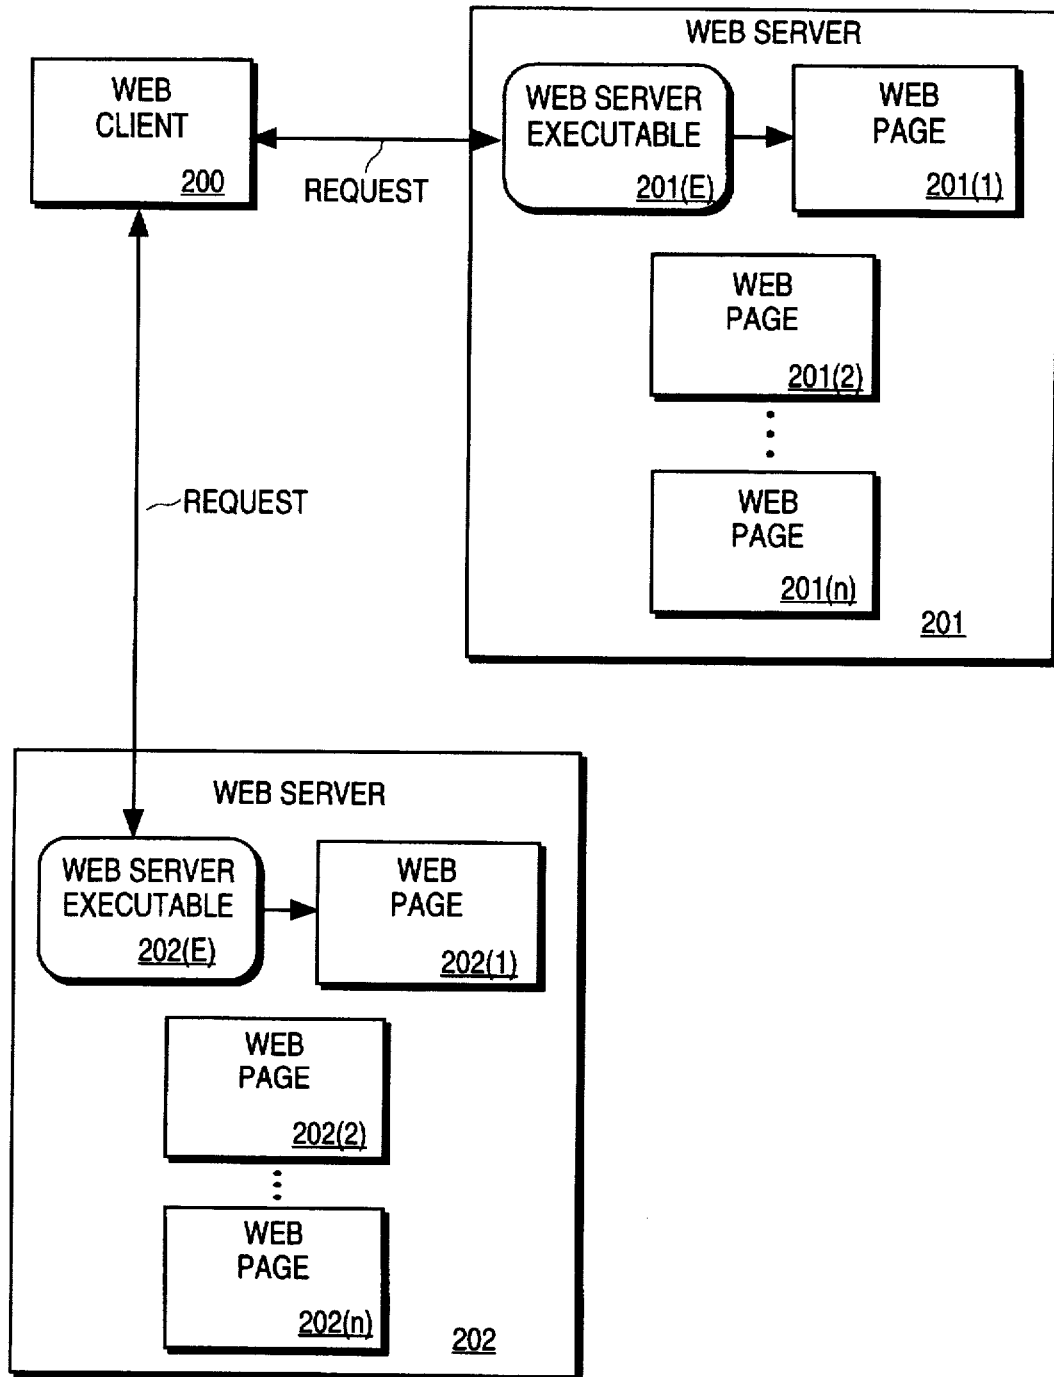 WEB SERVER
WEB
CLIENT
200
REQUEST
WEB SERVER
EXECUTABLE
201(E)
WEB
PAGE
201(1)
WEB
PAGE
201(2)
WEB
PAGE
201(n)
201
REQUEST
WEB SERVER
WEB SERVER
EXECUTABLE
202(E)
WEB
PAGE
202(1)
WEB
PAGE
202(2)
WEB
PAGE
202(n)
202